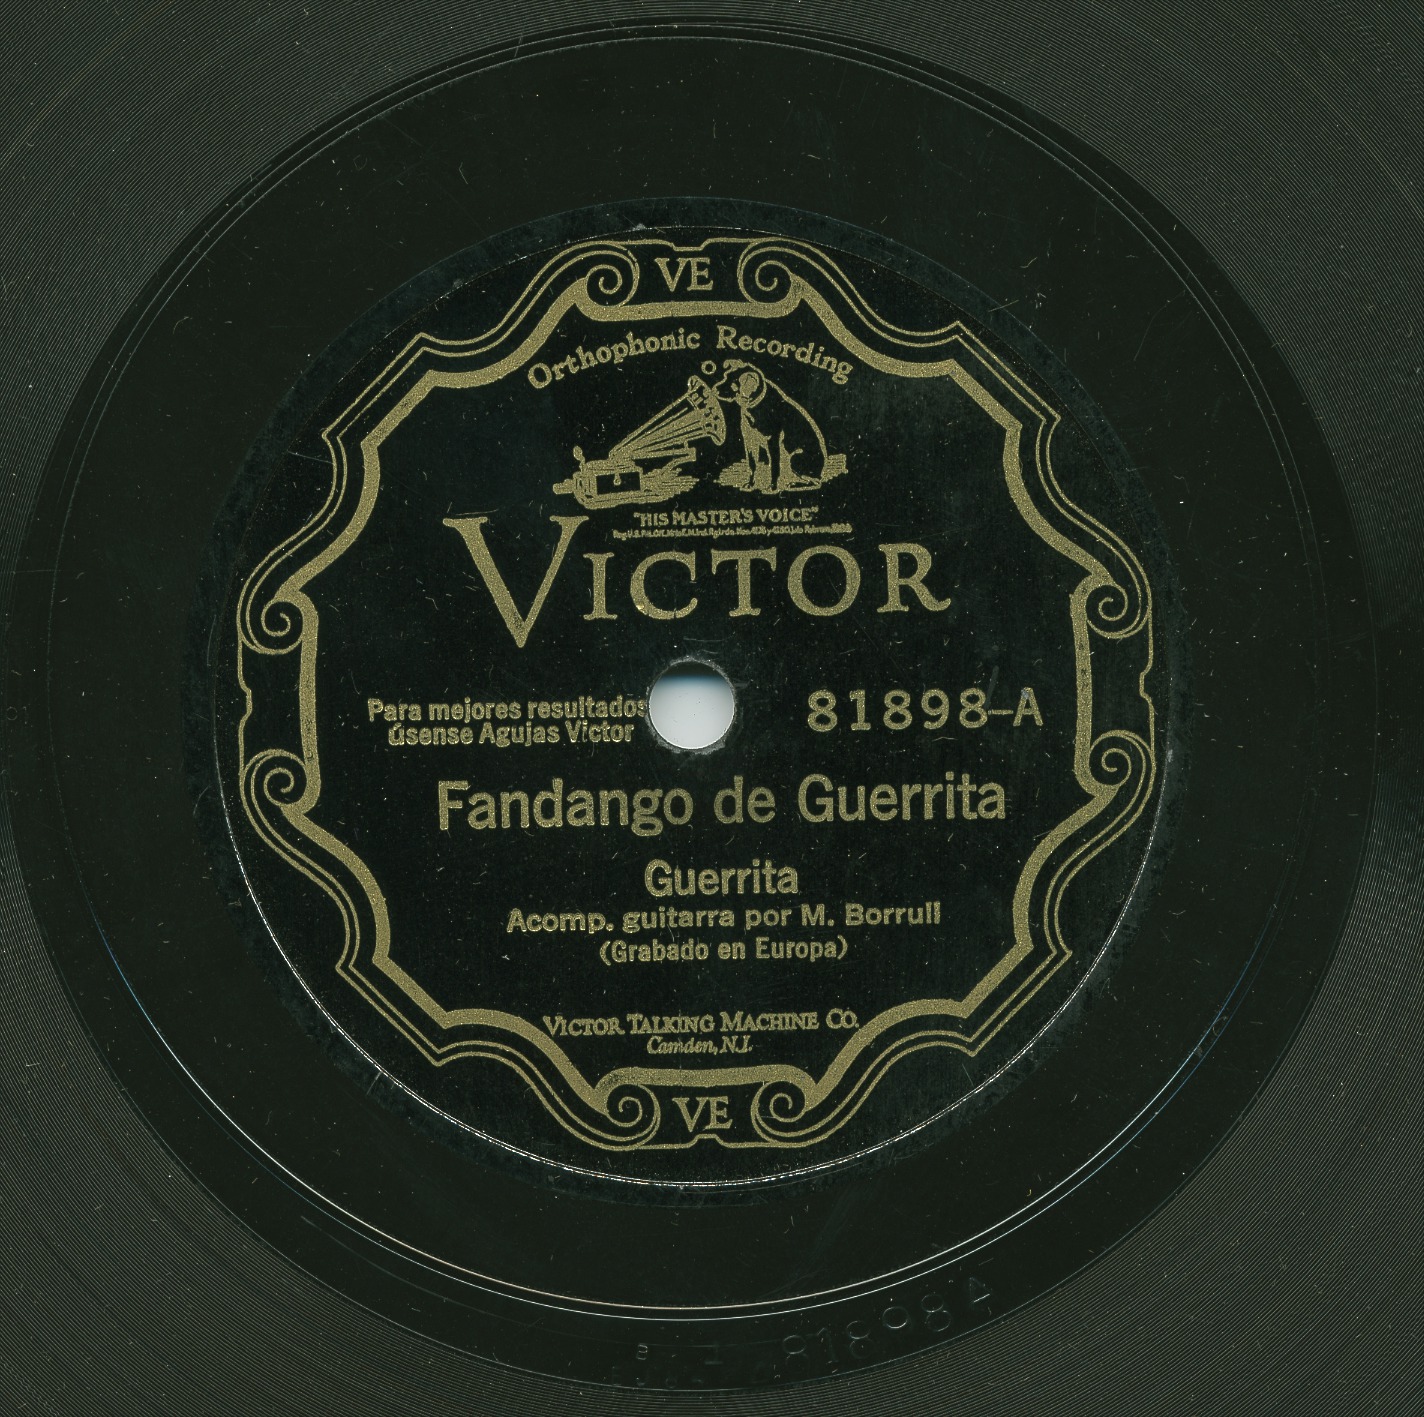 VE
Orthophonic Recording
"HIS MASTER'S VOICE"
VICTOR
Para mejores resultados
úsense Agujas Victor
81898-A
Fandango de Guerrita
Guerrita
Acomp. guitarra por M. Borrull
(Grabado en Europa)
VICTOR TALKING MACHINE CO.
Camden, N.J.
VE
81898 A